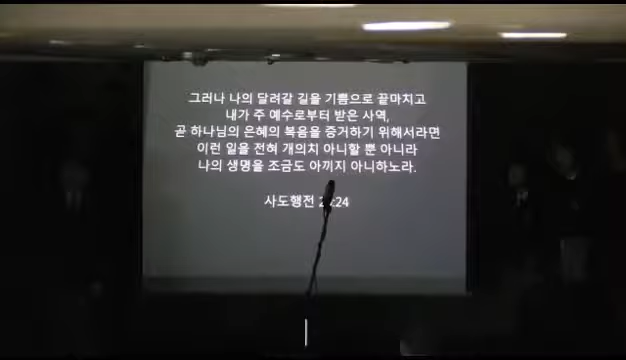 그러나 나의 달려갈 길을 기쁨으로 끝마치고
내가 주 예수로부터 받은 사역,
곧 하나님의 은혜의 복음을 증거하기 위해서라면
이런 일을 전혀 개의치 아니할 뿐 아니라
나의 생명을 조금도 아끼지 아니하노라.
사도행전